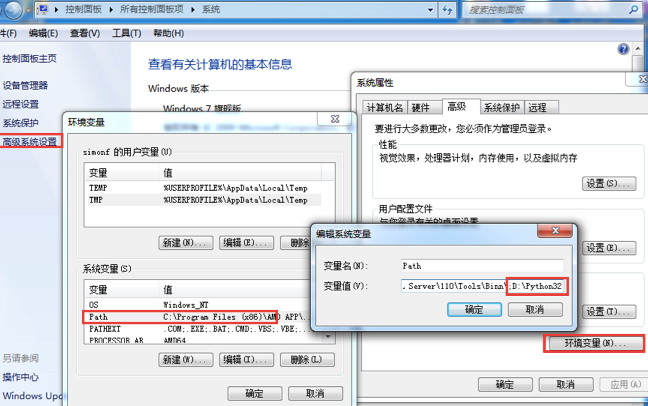 控制面板 ▸ 所有控制面板项 ▸ 系统
搜索控制面板
件(F) 编辑(E) 查看(V) 工具(T) 帮助(H)
控制面板主页
设备管理器
远程设置
系统保护
高级系统设置
另请参阅
操作中心
Windows Upd
查看有关计算机的基本信息
Windows 版本
Windows 7 旗舰版
系统属性
计算机名 硬件 高级 系统保护 远程
要进行大多数更改，您必须作为管理员登录。
性能
视觉效果，处理器计划，内存使用，以及虚拟内存
设置(S)...
用户配置文件
与您登录有关的桌面设置
设置(E)...
设置(T)...
环境变量(N)...
确定 取消 应用(A)
环境变量
simonf 的用户变量(U)
变量 值
TEMP %USERPROFILE%\AppData\Local\Temp
TMP %USERPROFILE%\AppData\Local\Temp
新建(N)... 编辑(E)... 删除
系统变量(S)
变量 值
OS Windows_NT
Path C:\Program Files (x86)\AMD APP\...
PATHEXT .COM;.EXE;.BAT;.CMD;.VBS;.VBE;...
PROCESSOR_AR AMD64
新建(W)... 编辑(I)... 删除(L)
确定 取消
编辑系统变量
变量名(N): Path
变量值(V): . Server\110\Tools\Binn\;D:\Python32
确定 取消